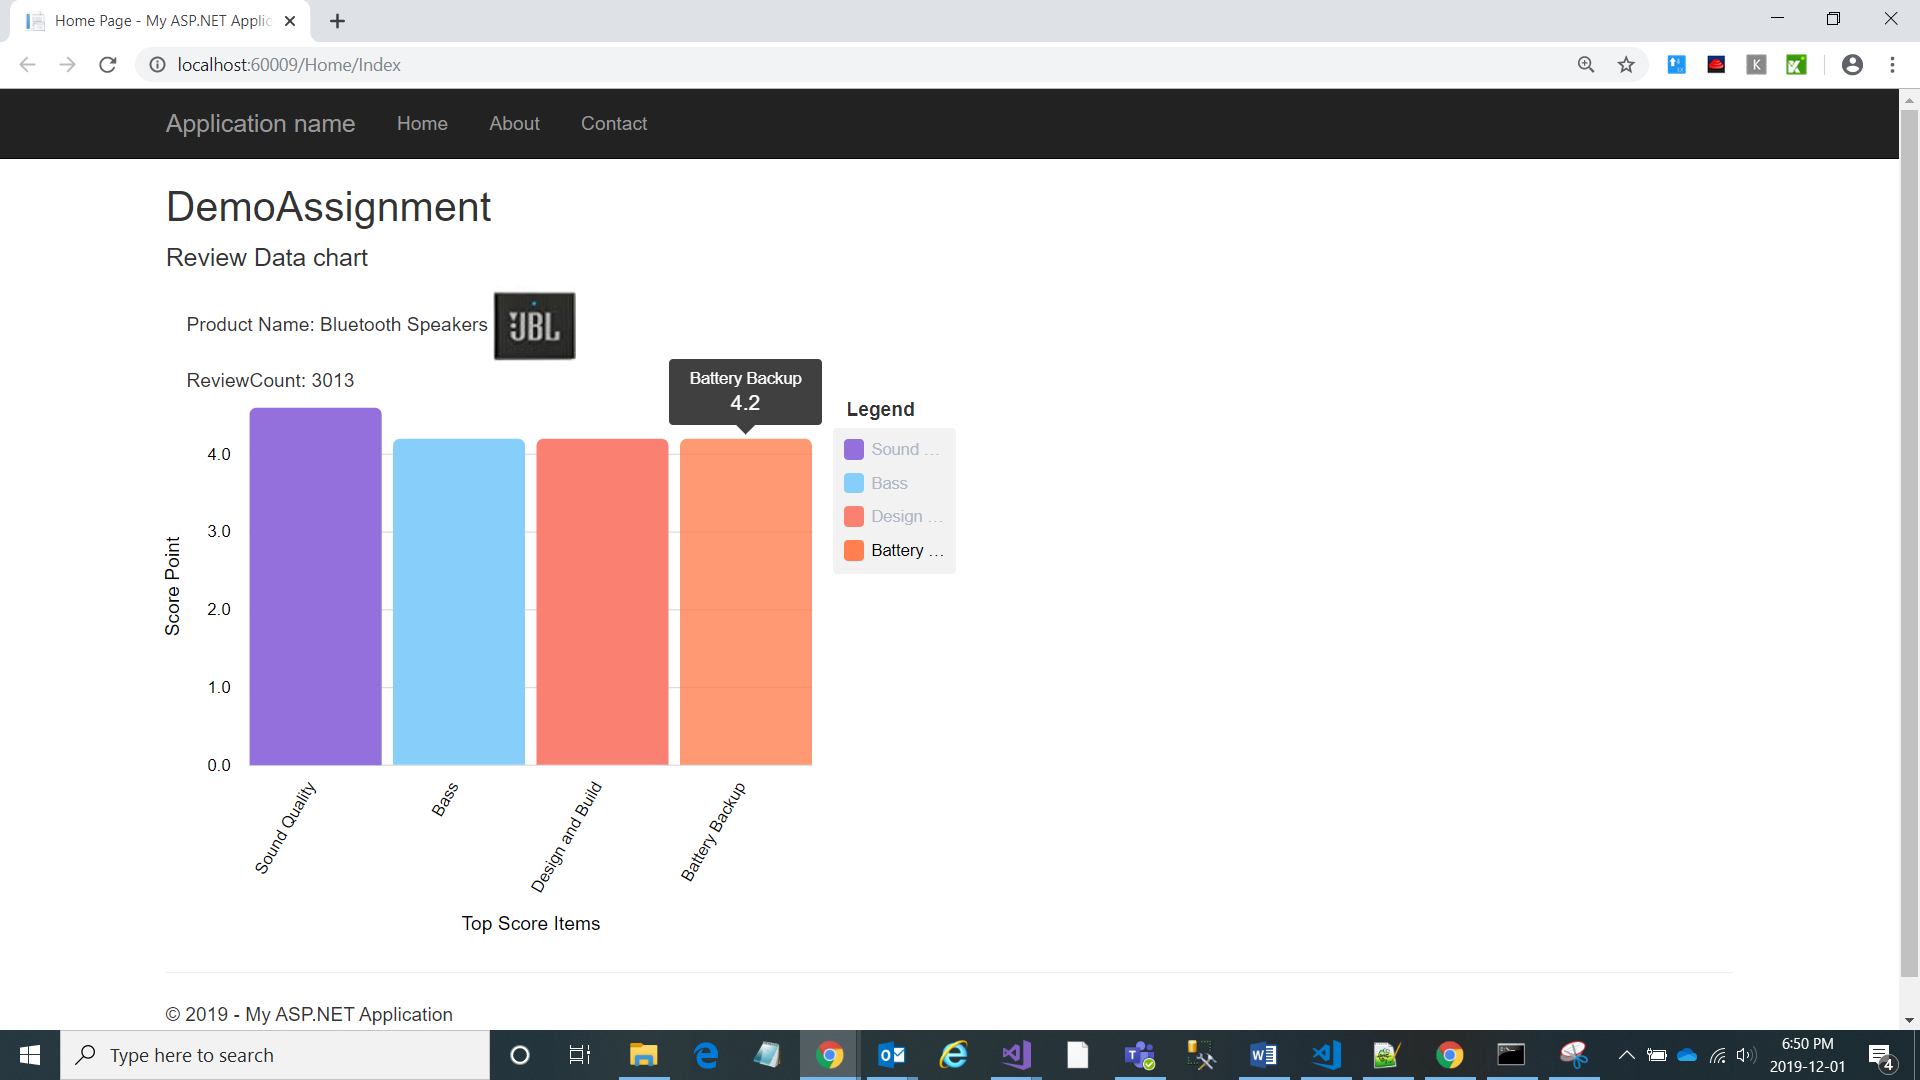 Home Page - My ASP.NET Applic
localhost:60009/Home/Index
K
Application name Home About Contact
DemoAssignment
Review Data chart
Product Name: Bluetooth Speakers
JBL
ReviewCount: 3013
Battery Backup
4.2
Legend
Sound ...
Bass
Design ...
Battery ...
4.0
3.0
2.0
1.0
0.0
Score Point
Sound Quality
Bass
Design and Build
Battery Backup
Top Score Items
© 2019 - My ASP.NET Application
Type here to search
6:50 PM
2019-12-01
4